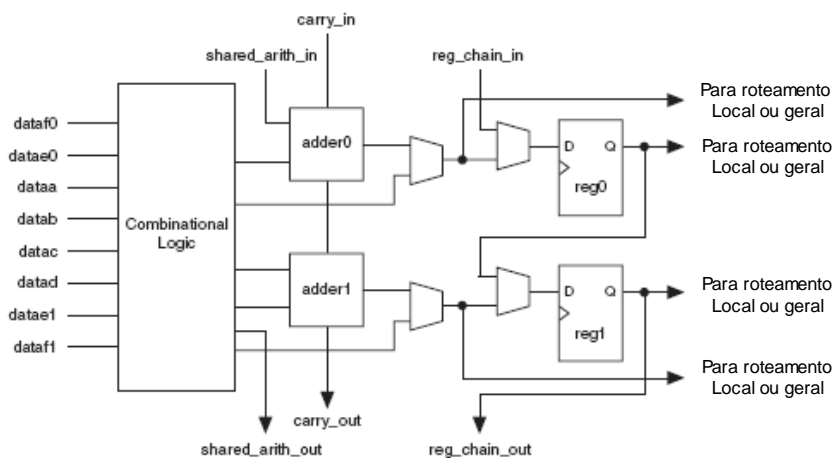 carry_in
shared_arith_in
reg_chain_in
Para roteamento
Local ou geral
dataf0
datae0
dataa
datab
datac
datad
datae1
dataf1
Combinational
Logic
adder0
D
Q
reg0
Para roteamento
Local ou geral
adder1
D
Q
reg1
Para roteamento
Local ou geral
Para roteamento
Local ou geral
carry_out
shared_arith_out
reg_chain_out